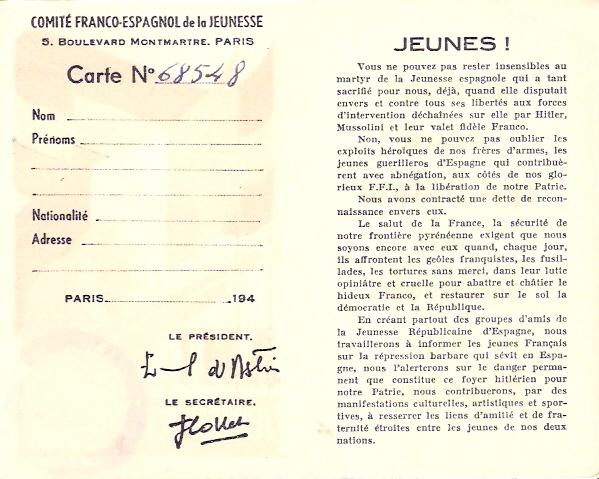 COMITÉ FRANCO-ESPAGNOL de la JEUNESSE
5, BOULEVARD MONTMARTRE. PARIS
Carte Nº 68548
Nom
Prénoms
Nationalité
Adresse
PARIS 194
LE PRÉSIDENT.
LE SECRÉTAIRE.
JEUNES !
Vous ne pouvez pas rester insensibles au
martyr de la Jeunesse espagnole qui a tant
sacrifié pour nous, déjà, quand elle disputait
envers et contre tous ses libertés aux forces
d'intervention déchaînées sur elle par Hitler,
Mussolini et leur valet fidèle Franco.
Non, vous ne pouvez pas oublier les
exploits héroïques de nos frères d'armes, les
jeunes guerilleros d'Espagne qui contribuè-
rent avec abnégation, aux côtés de nos glo-
rieux F.F.I., à la libération de notre Patrie.
Nous avons contracté une dette de recon-
naissance envers eux.
Le salut de la France, la sécurité de
notre frontière pyrénéenne exigent que nous
soyons encore avec eux quand, chaque jour,
ils affrontent les geôles franquistes, les fusil-
lades, les tortures sans merci, dans leur lutte
opiniâtre et cruelle pour abattre et châtier le
hideux Franco, et restaurer sur le sol la
démocratie et la République.
En créant partout des groupes d'amis de
la Jeunesse Républicaine d'Espagne, nous
travaillerons à informer les jeunes Français
sur la répression barbare qui sévit en Espa-
gne, nous l'alerterons sur le danger perma-
nent que constitue ce foyer hitlérien pour
notre Patrie, nous contribuerons, par des
manifestations culturelles, artistiques et spor-
tives, à resserrer les liens d'amitié et de fra-
ternité étroites entre les jeunes de nos deux
nations.